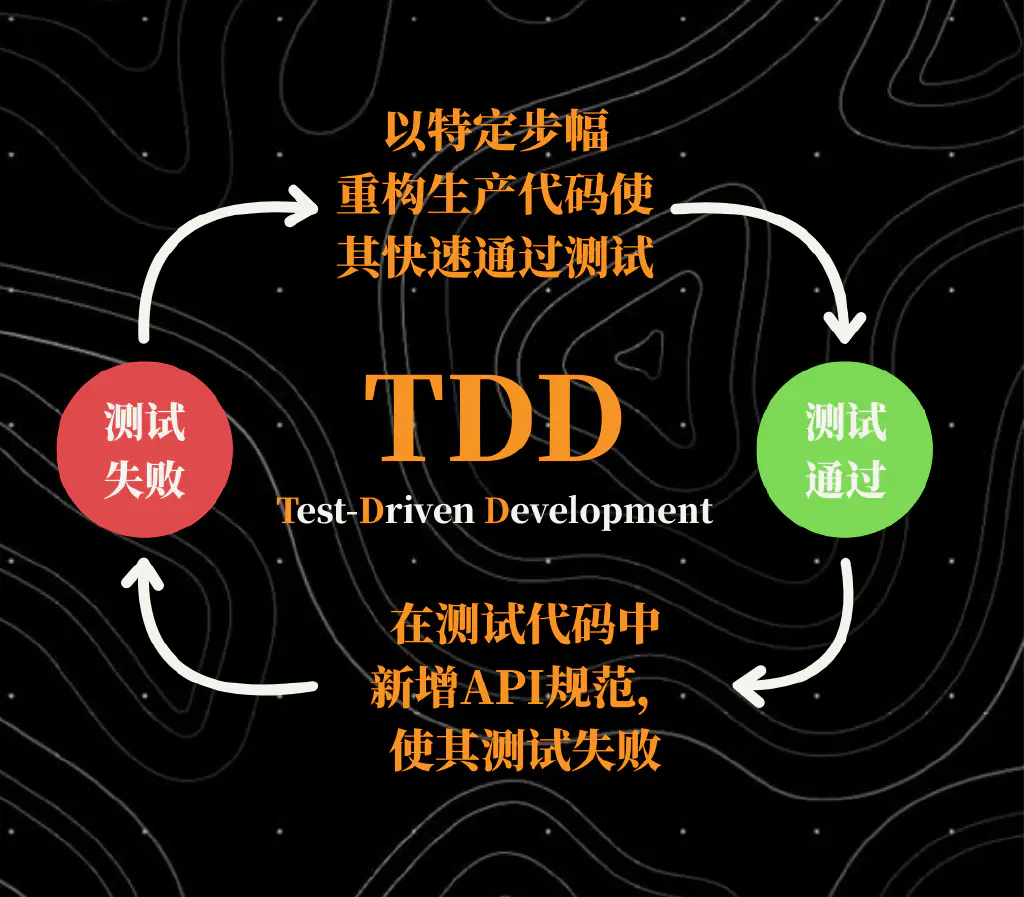 以特定步幅
重构生产代码使
其快速通过测试
测试
失败
TDD
Test-Driven Development
测试
通过
在测试代码中
新增API规范,
使其测试失败